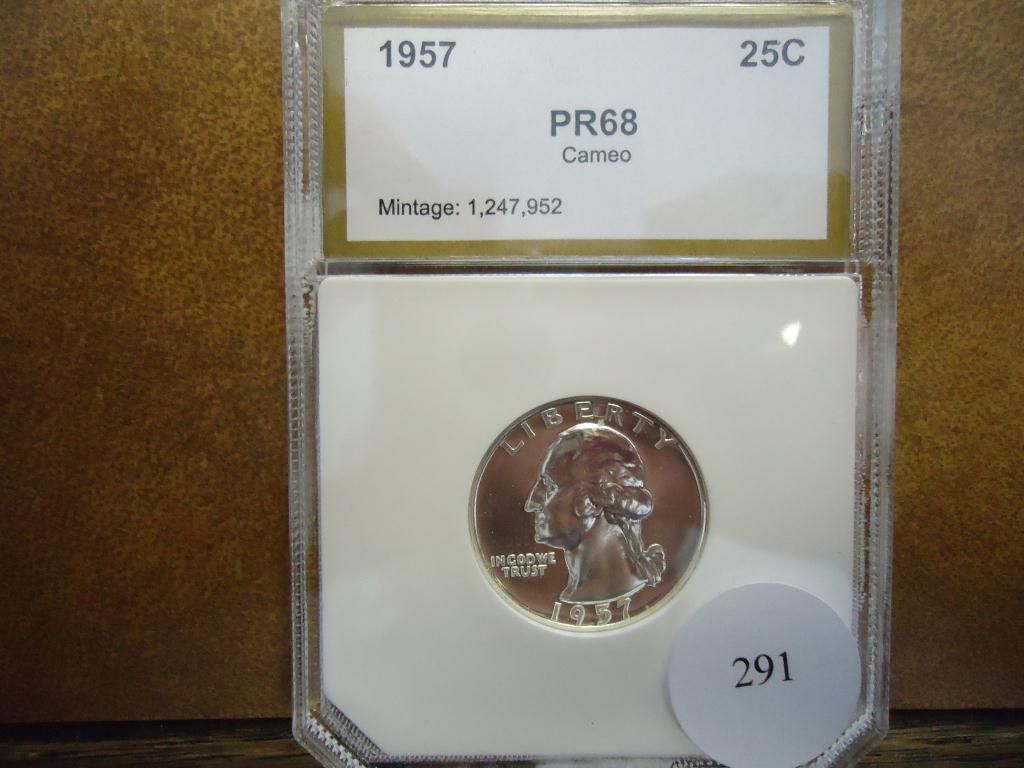 1957 25C
PR68
Cameo
Mintage: 1,247,952
LIBERTY
IN GOD WE
TRUST
1957
291